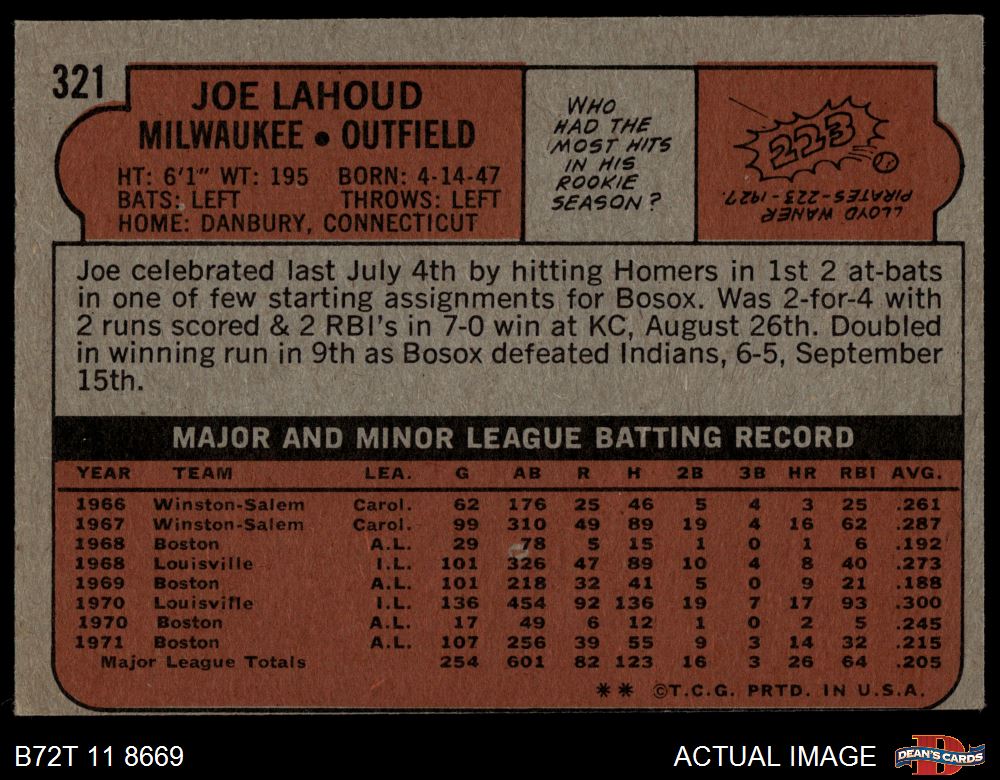 321
JOE LAHOUD
MILWAUKEE • OUTFIELD
HT: 6'1" WT: 195 BORN: 4-14-47
BATS: LEFT THROWS: LEFT
HOME: DANBURY, CONNECTICUT
WHO
HAD THE
MOST HITS
IN HIS
ROOKIE
SEASON?
223
LLOYD WANER
PIRATES-223-1927.
Joe celebrated last July 4th by hitting Homers in 1st 2 at-bats
in one of few starting assignments for Bosox. Was 2-for-4 with
2 runs scored & 2 RBI's in 7-0 win at KC, August 26th. Doubled
in winning run in 9th as Bosox defeated Indians, 6-5, September
15th.
MAJOR AND MINOR LEAGUE BATTING RECORD
YEAR TEAM LEA. G AB R H 2B 3B HR RBI AVG.
1966 Winston-Salem Carol. 62 176 25 46 5 4 3 25 .261
1967 Winston-Salem Carol. 99 310 49 89 19 4 16 62 .287
1968 Boston A.L. 29 78 5 15 1 0 1 6 .192
1968 Louisville I.L. 101 326 47 89 10 4 8 40 .273
1969 Boston A.L. 101 218 32 41 5 0 9 21 .188
1970 Louisville I.L. 136 454 92 136 19 7 17 93 .300
1970 Boston A.L. 17 49 6 12 1 0 2 5 .245
1971 Boston A.L. 107 256 39 55 9 3 14 32 .215
Major League Totals 254 601 82 123 16 3 26 64 .205
** ©T.C.G. PRTD. IN U.S.A.
B72T 11 8669
ACTUAL IMAGE
DEAN'S CARDS